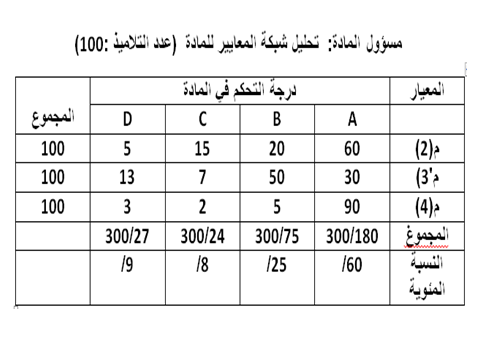 مسؤول المادة: تحليل شبكة المعايير للمادة (عدد التلاميذ :100)
المعيار درجة التحكم في المادة المجموع
A B C D
م(2) 60 20 15 5 100
م'3) 30 50 7 13 100
م(4) 90 5 2 3 100
المجموغ 300/180 300/75 300/24 300/27
النسبة المئوية /60 /25 /8 /9